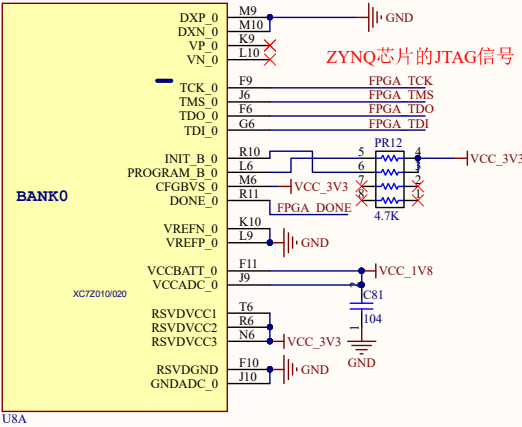 DXP_0 M9 GND
DXN_0 M10
VP_0 K9
VN_0 L10
ZYNQ芯片的JTAG信号
TCK_0 F9 FPGA_TCK
TMS_0 J6 FPGA_TMS
TDO_0 F6 FPGA_TDO
TDI_0 G6 FPGA_TDI
PR12
INIT_B_0 R10 5 4 VCC_3V3
PROGRAM_B_0 L6 6 3
CFGBVS_0 M6 VCC_3V3 7 2
DONE_0 R11 FPGA_DONE 8 1
4.7K
BANK0
VREFN_0 K10
VREFP_0 L9 GND
VCCBATT_0 F11 VCC_1V8
VCCADC_0 J9
2 C81
XC7Z010/020
104
RSVDVCC1 T6
RSVDVCC2 R6 1
RSVDVCC3 N6 VCC_3V3
GND
RSVDGND F10 GND
GNDADC_0 J10
U8A